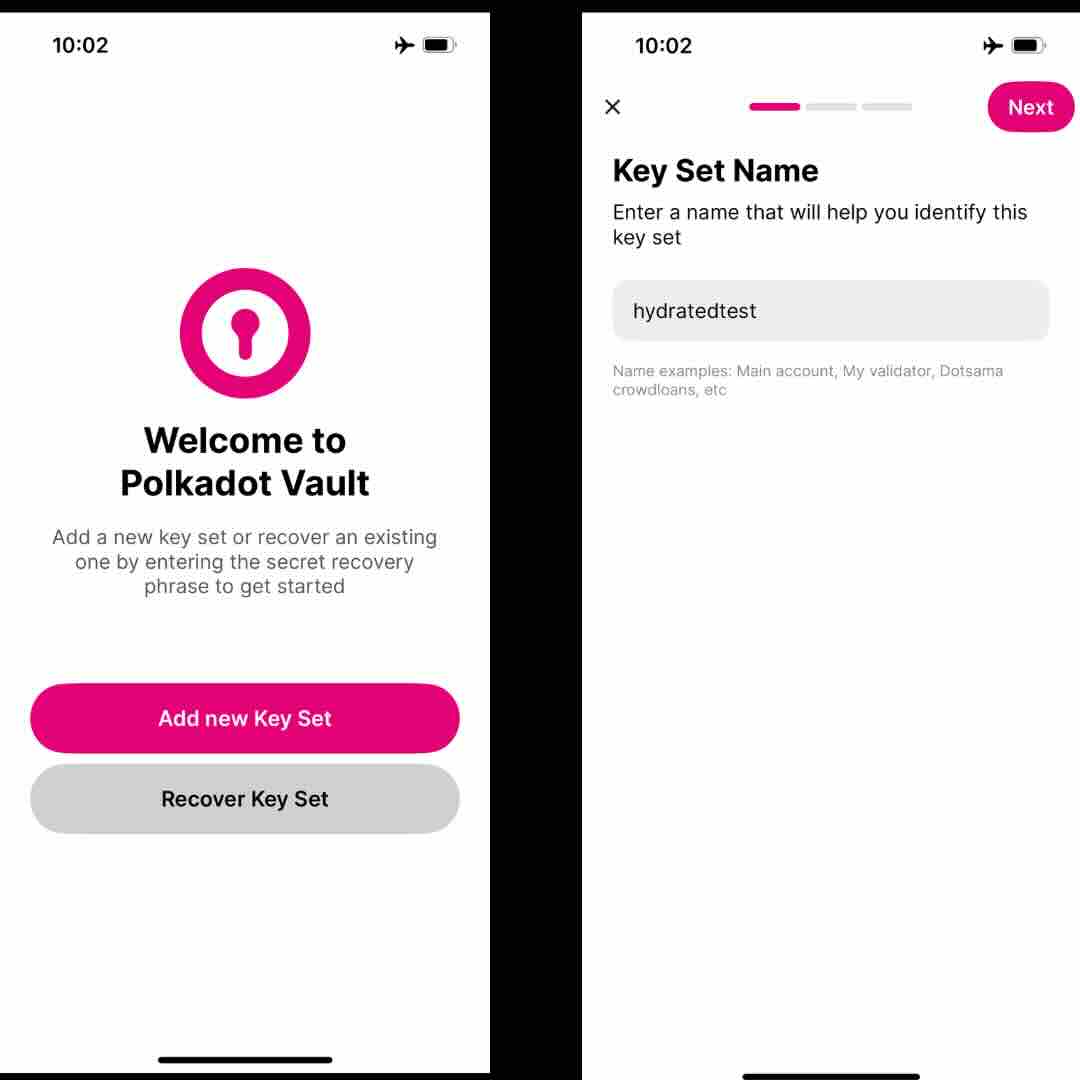 10:02
Welcome to
Polkadot Vault
Add a new key set or recover an existing
one by entering the secret recovery
phrase to get started
Add new Key Set
Recover Key Set
10:02
Next
Key Set Name
Enter a name that will help you identify this
key set
hydratedtest
Name examples: Main account, My validator, Dotsama
crowdloans, etc